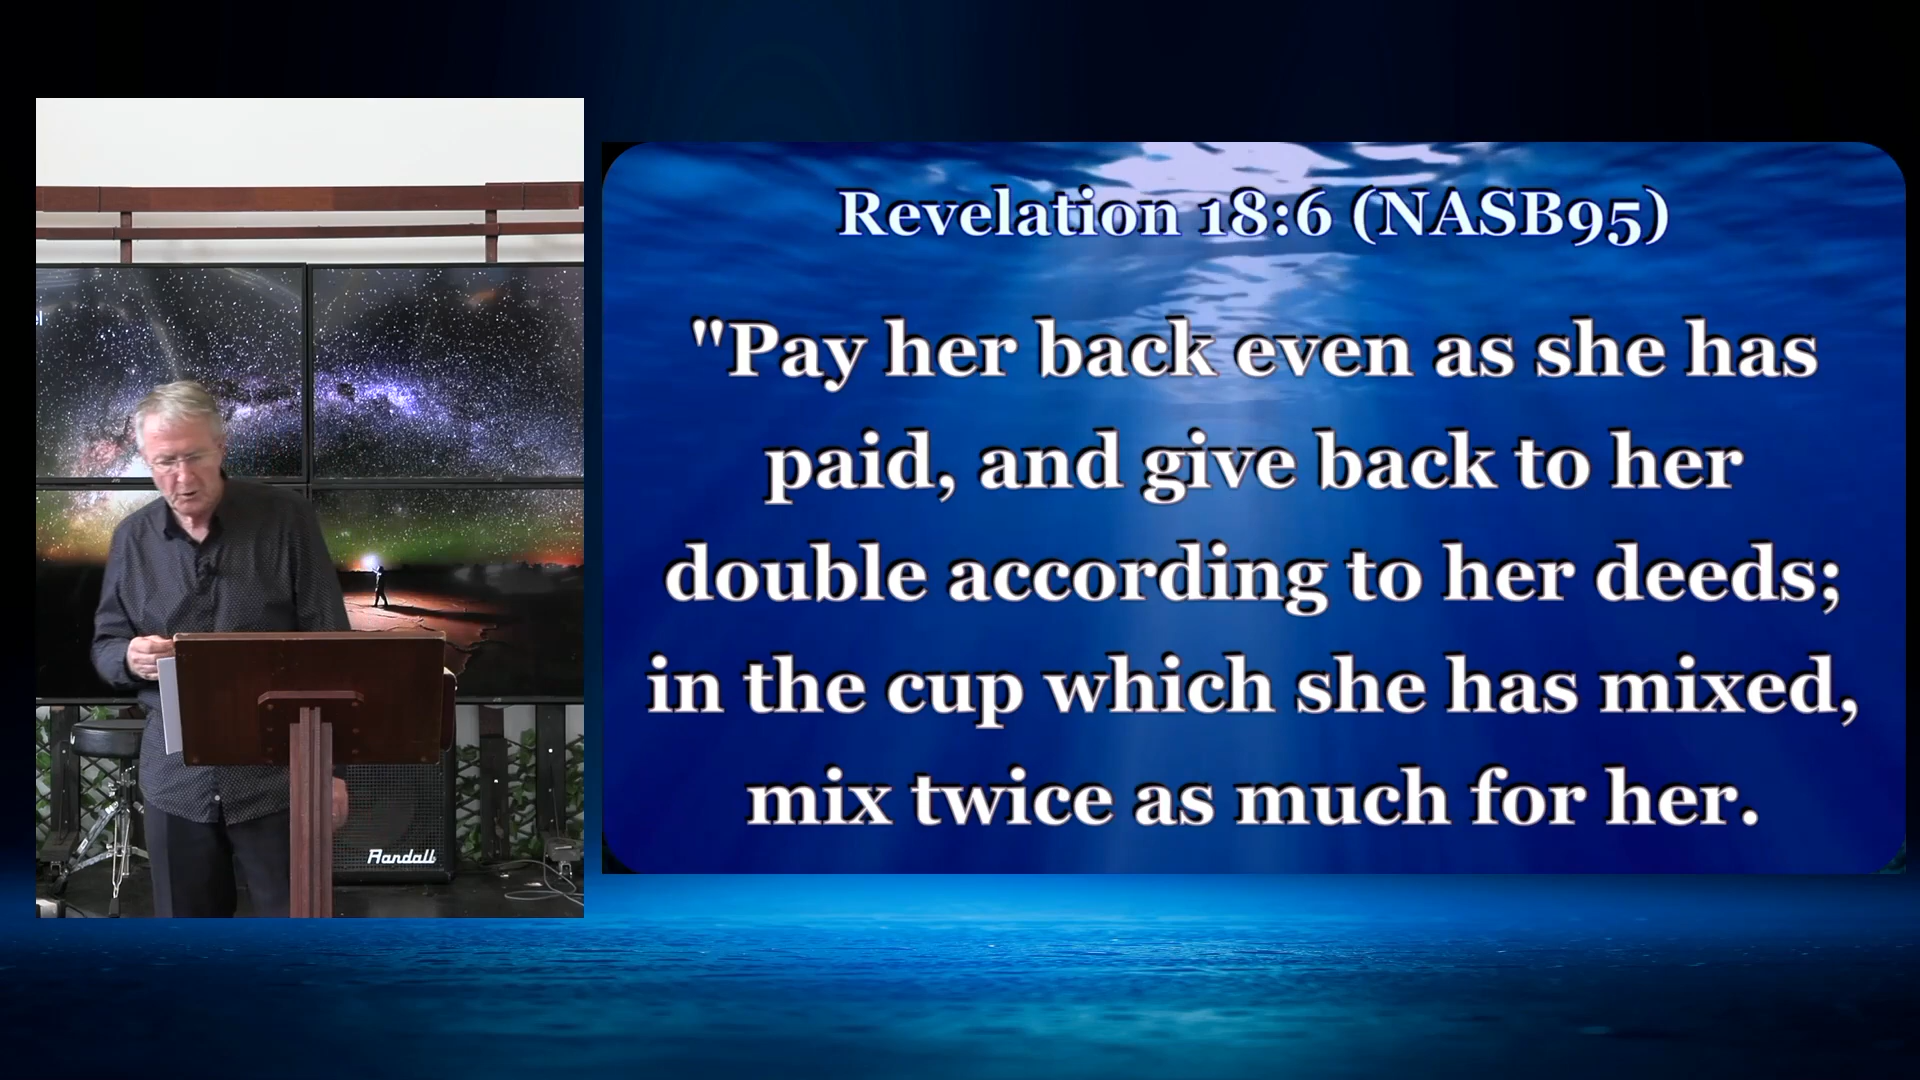 Revelation 18:6 (NASB95)
"Pay her back even as she has
paid, and give back to her
double according to her deeds;
in the cup which she has mixed,
mix twice as much for her.
Randall